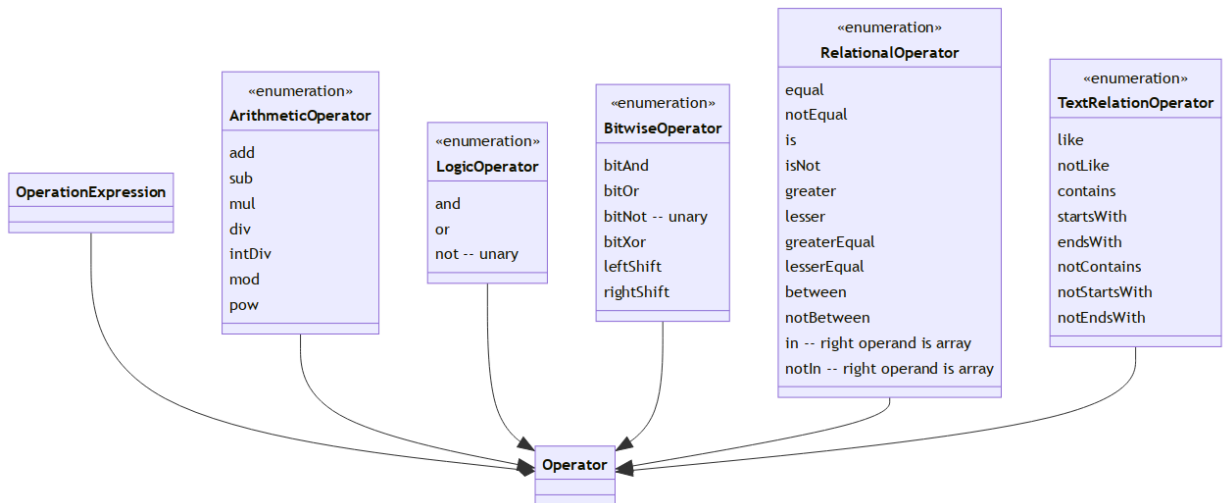 OperationExpression
«enumeration»
ArithmeticOperator
add
sub
mul
div
intDiv
mod
pow
«enumeration»
LogicOperator
and
or
not -- unary
«enumeration»
BitwiseOperator
bitAnd
bitOr
bitNot -- unary
bitXor
leftShift
rightShift
«enumeration»
RelationalOperator
equal
notEqual
is
isNot
greater
lesser
greaterEqual
lesserEqual
between
notBetween
in -- right operand is array
notIn -- right operand is array
«enumeration»
TextRelationOperator
like
notLike
contains
startsWith
endsWith
notContains
notStartsWith
notEndsWith
Operator